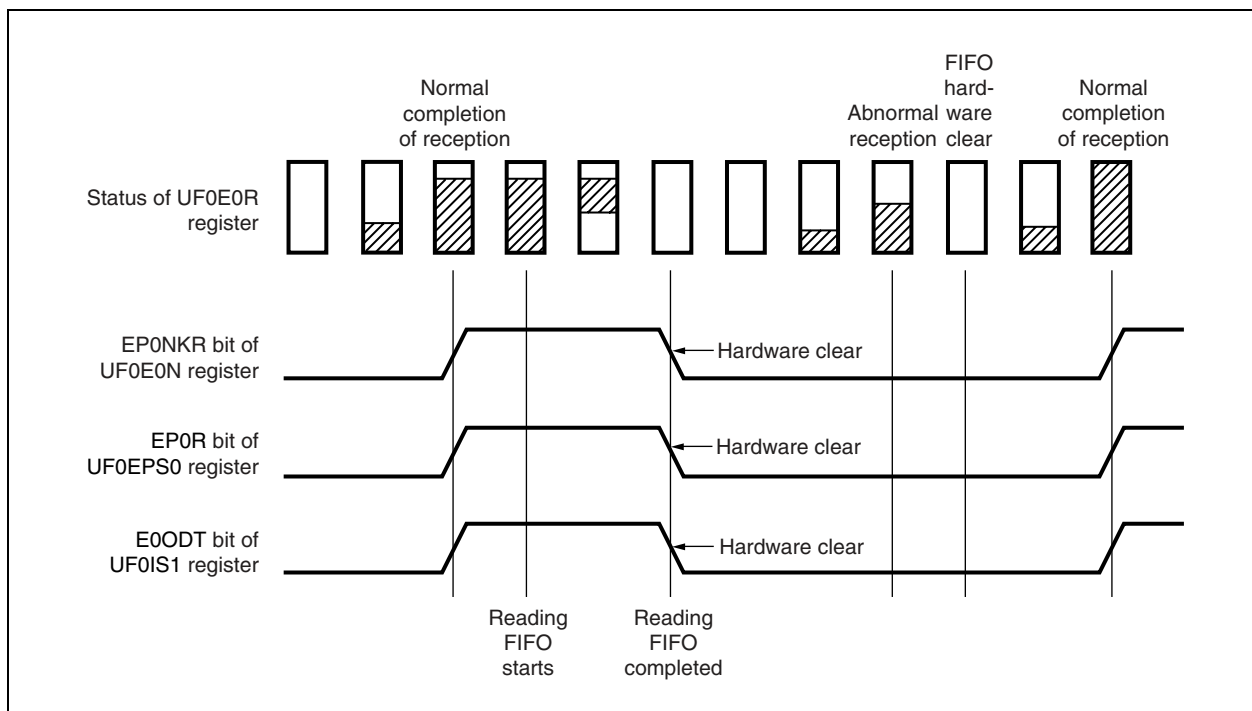 Normal
completion
of reception
Abnormal
reception
FIFO
hard-
ware
clear
Normal
completion
of reception
Status of UF0E0R
register
EP0NKR bit of
UF0E0N register
Hardware clear
EP0R bit of
UF0EPS0 register
Hardware clear
E0ODT bit of
UF0IS1 register
Hardware clear
Reading
FIFO
starts
Reading
FIFO
completed